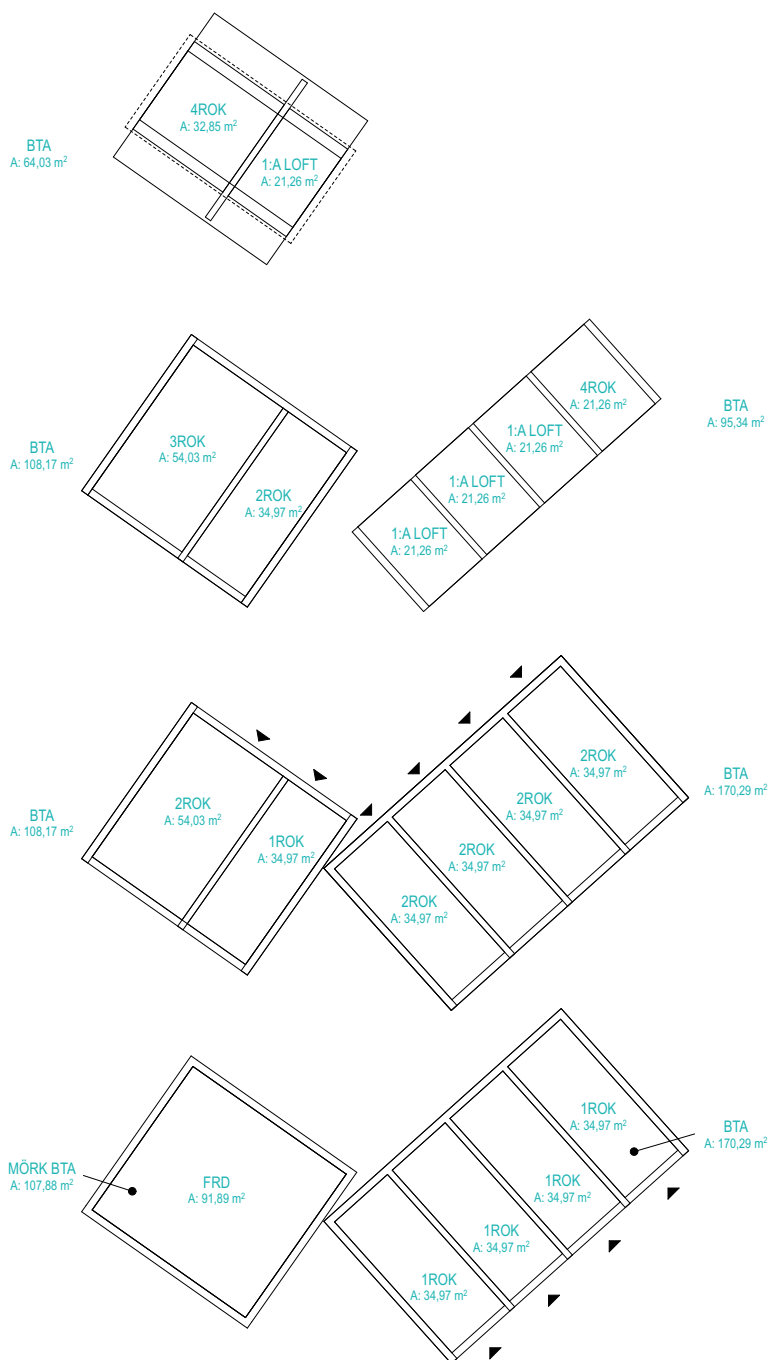 4ROK
A: 32,85 m²
BTA
A: 64,03 m²
1:A LOFT
A: 21,26 m²
4ROK
A: 21,26 m²
BTA
A: 95,34 m²
1:A LOFT
A: 21,26 m²
3ROK
A: 54,03 m²
BTA
A: 108,17 m²
1:A LOFT
A: 21,26 m²
2ROK
A: 34,97 m²
1:A LOFT
A: 21,26 m²
2ROK
A: 34,97 m²
BTA
A: 170,29 m²
2ROK
A: 54,03 m²
2ROK
A: 34,97 m²
BTA
A: 108,17 m²
1ROK
A: 34,97 m²
2ROK
A: 34,97 m²
2ROK
A: 34,97 m²
1ROK
A: 34,97 m²
BTA
A: 170,29 m²
MÖRK BTA
A: 107,88 m²
FRD
A: 91,89 m²
1ROK
A: 34,97 m²
1ROK
A: 34,97 m²
1ROK
A: 34,97 m²